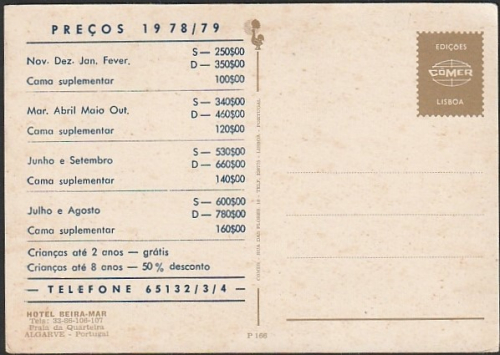 PREÇOS 1978/79
Nov. Dez. Jan. Fever. S — 250$00
D — 350$00
Cama suplementar 100$00
Mar. Abril Maio Out. S — 340$00
D — 460$00
Cama suplementar 120$00
Junho e Setembro S — 530$00
D — 660$00
Cama suplementar 140$00
Julho e Agosto S — 600$00
D — 780$00
Cama suplementar 160$00
Crianças até 2 anos — grátis
Crianças até 8 anos — 50% desconto
— TELEFONE 65132/3/4 —
HOTEL BEIRA-MAR
Praia da Quarteira
ALGARVE - Portugal
P 166
EDIÇÕES
COMER
LISBOA